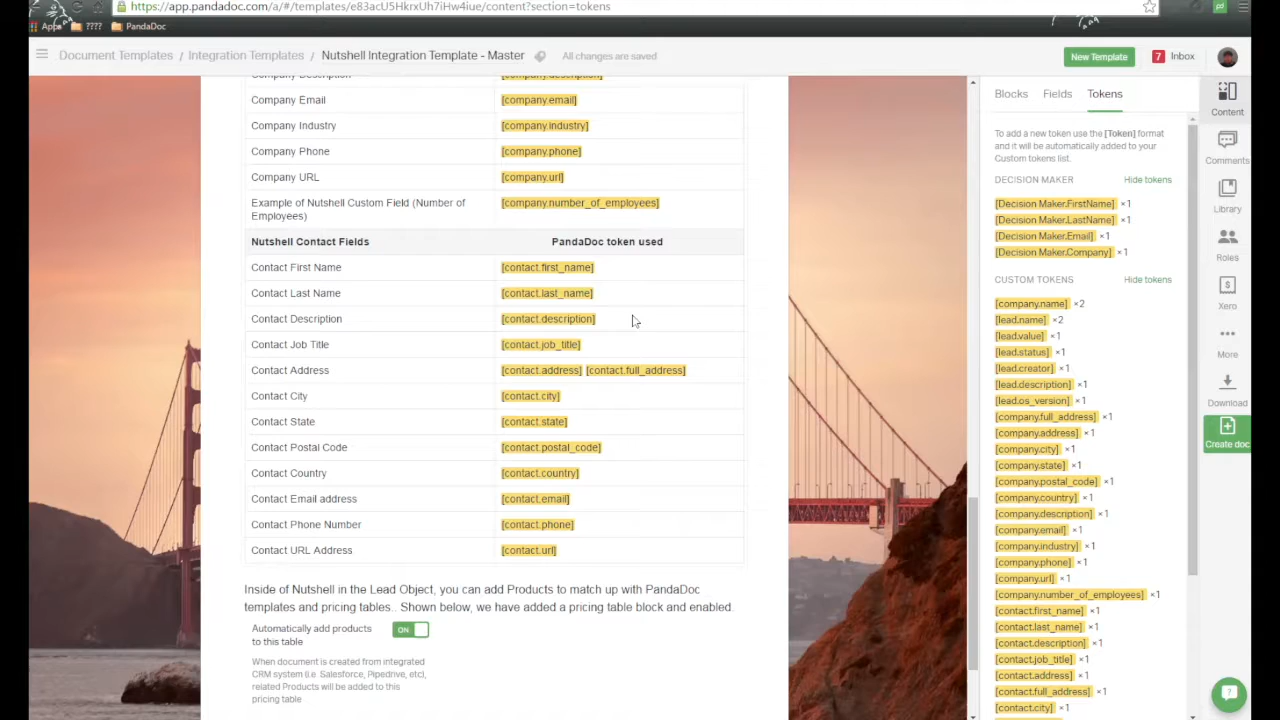 https://app.pandadoc.com/a/#/templates/e83acU5HkrxUh7iHw4iue/content?section=tokens
Apps ???? PandaDoc
Document Templates / Integration Templates / Nutshell Integration Template - Master All changes are saved New Template 7 Inbox
Company Description [company.description]
Company Email [company.email]
Company Industry [company.industry]
Company Phone [company.phone]
Company URL [company.url]
Example of Nutshell Custom Field (Number of Employees) [company.number_of_employees]
Nutshell Contact Fields PandaDoc token used
Contact First Name [contact.first_name]
Contact Last Name [contact.last_name]
Contact Description [contact.description]
Contact Job Title [contact.job_title]
Contact Address [contact.address] [contact.full_address]
Contact City [contact.city]
Contact State [contact.state]
Contact Postal Code [contact.postal_code]
Contact Country [contact.country]
Contact Email address [contact.email]
Contact Phone Number [contact.phone]
Contact URL Address [contact.url]
Inside of Nutshell in the Lead Object, you can add Products to match up with PandaDoc
templates and pricing tables.. Shown below, we have added a pricing table block and enabled.
Automatically add products
to this table
ON
When document is created from integrated
CRM system (i.e. Salesforce, Pipedrive, etc),
related Products will be added to this
pricing table
Blocks Fields Tokens
To add a new token use the [Token] format
and it will be automatically added to your
Custom tokens list.
DECISION MAKER Hide tokens
[Decision Maker.FirstName] ×1
[Decision Maker.LastName] ×1
[Decision Maker.Email] ×1
[Decision Maker.Company] ×1
CUSTOM TOKENS Hide tokens
[company.name] ×2
[lead.name] ×2
[lead.value] ×1
[lead.status] ×1
[lead.creator] ×1
[lead.description] ×1
[lead.os_version] ×1
[company.full_address] ×1
[company.address] ×1
[company.city] ×1
[company.state] ×1
[company.postal_code] ×1
[company.country] ×1
[company.description] ×1
[company.email] ×1
[company.industry] ×1
[company.phone] ×1
[company.url] ×1
[company.number_of_employees] ×1
[contact.first_name] ×1
[contact.last_name] ×1
[contact.description] ×1
[contact.job_title] ×1
[contact.address] ×1
[contact.full_address] ×1
[contact.city] ×1
Content
Comments
Library
Roles
Xero
More
Download
Create doc